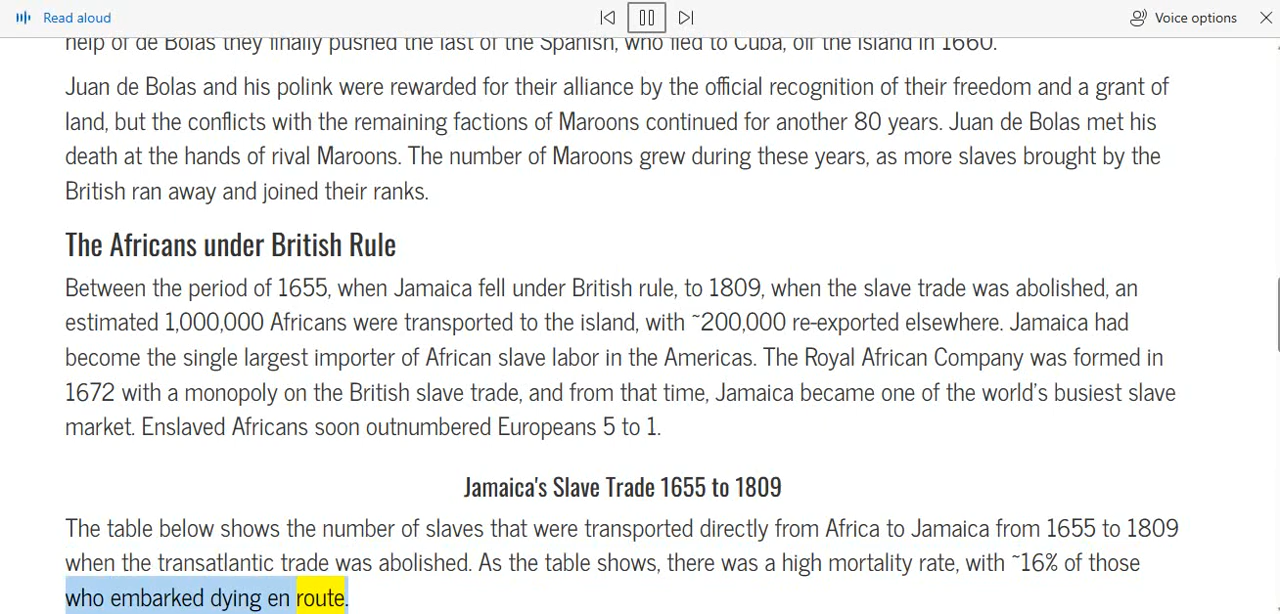 Read aloud
Voice options
help of de Bolas they finally pushed the last of the Spanish, who fled to Cuba, off the island in 1660.
Juan de Bolas and his polink were rewarded for their alliance by the official recognition of their freedom and a grant of
land, but the conflicts with the remaining factions of Maroons continued for another 80 years. Juan de Bolas met his
death at the hands of rival Maroons. The number of Maroons grew during these years, as more slaves brought by the
British ran away and joined their ranks.
The Africans under British Rule
Between the period of 1655, when Jamaica fell under British rule, to 1809, when the slave trade was abolished, an
estimated 1,000,000 Africans were transported to the island, with ~200,000 re-exported elsewhere. Jamaica had
become the single largest importer of African slave labor in the Americas. The Royal African Company was formed in
1672 with a monopoly on the British slave trade, and from that time, Jamaica became one of the world's busiest slave
market. Enslaved Africans soon outnumbered Europeans 5 to 1.
Jamaica's Slave Trade 1655 to 1809
The table below shows the number of slaves that were transported directly from Africa to Jamaica from 1655 to 1809
when the transatlantic trade was abolished. As the table shows, there was a high mortality rate, with ~16% of those
who embarked dying en route.